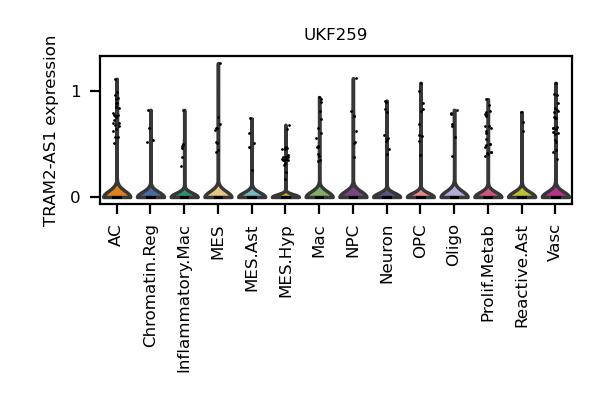 UKF259
TRAM2-AS1 expression
1
0
AC
Chromatin.Reg
Inflammatory.Mac
MES
MES.Ast
MES.Hyp
Mac
NPC
Neuron
OPC
Oligo
Prolif.Metab
Reactive.Ast
Vasc